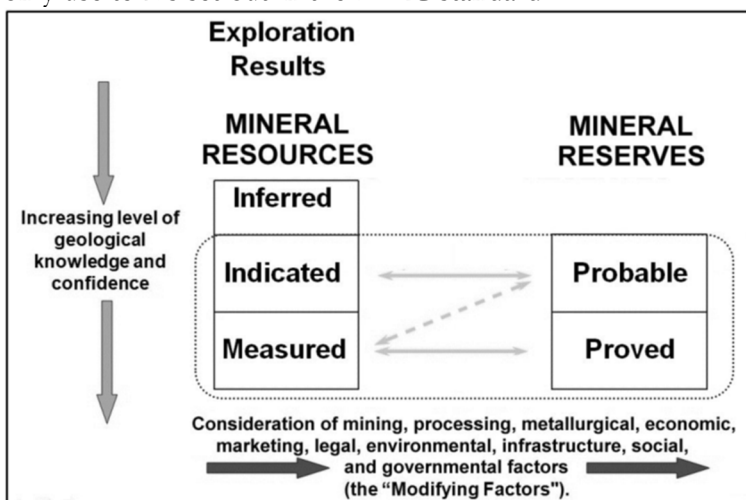 Exploration
Results
MINERAL
RESOURCES
MINERAL
RESERVES
Inferred
Increasing level of
geological
knowledge and
confidence
Indicated
Probable
Measured
Proved
Consideration of mining, processing, metallurgical, economic,
marketing, legal, environmental, infrastructure, social,
and governmental factors
(the “Modifying Factors").